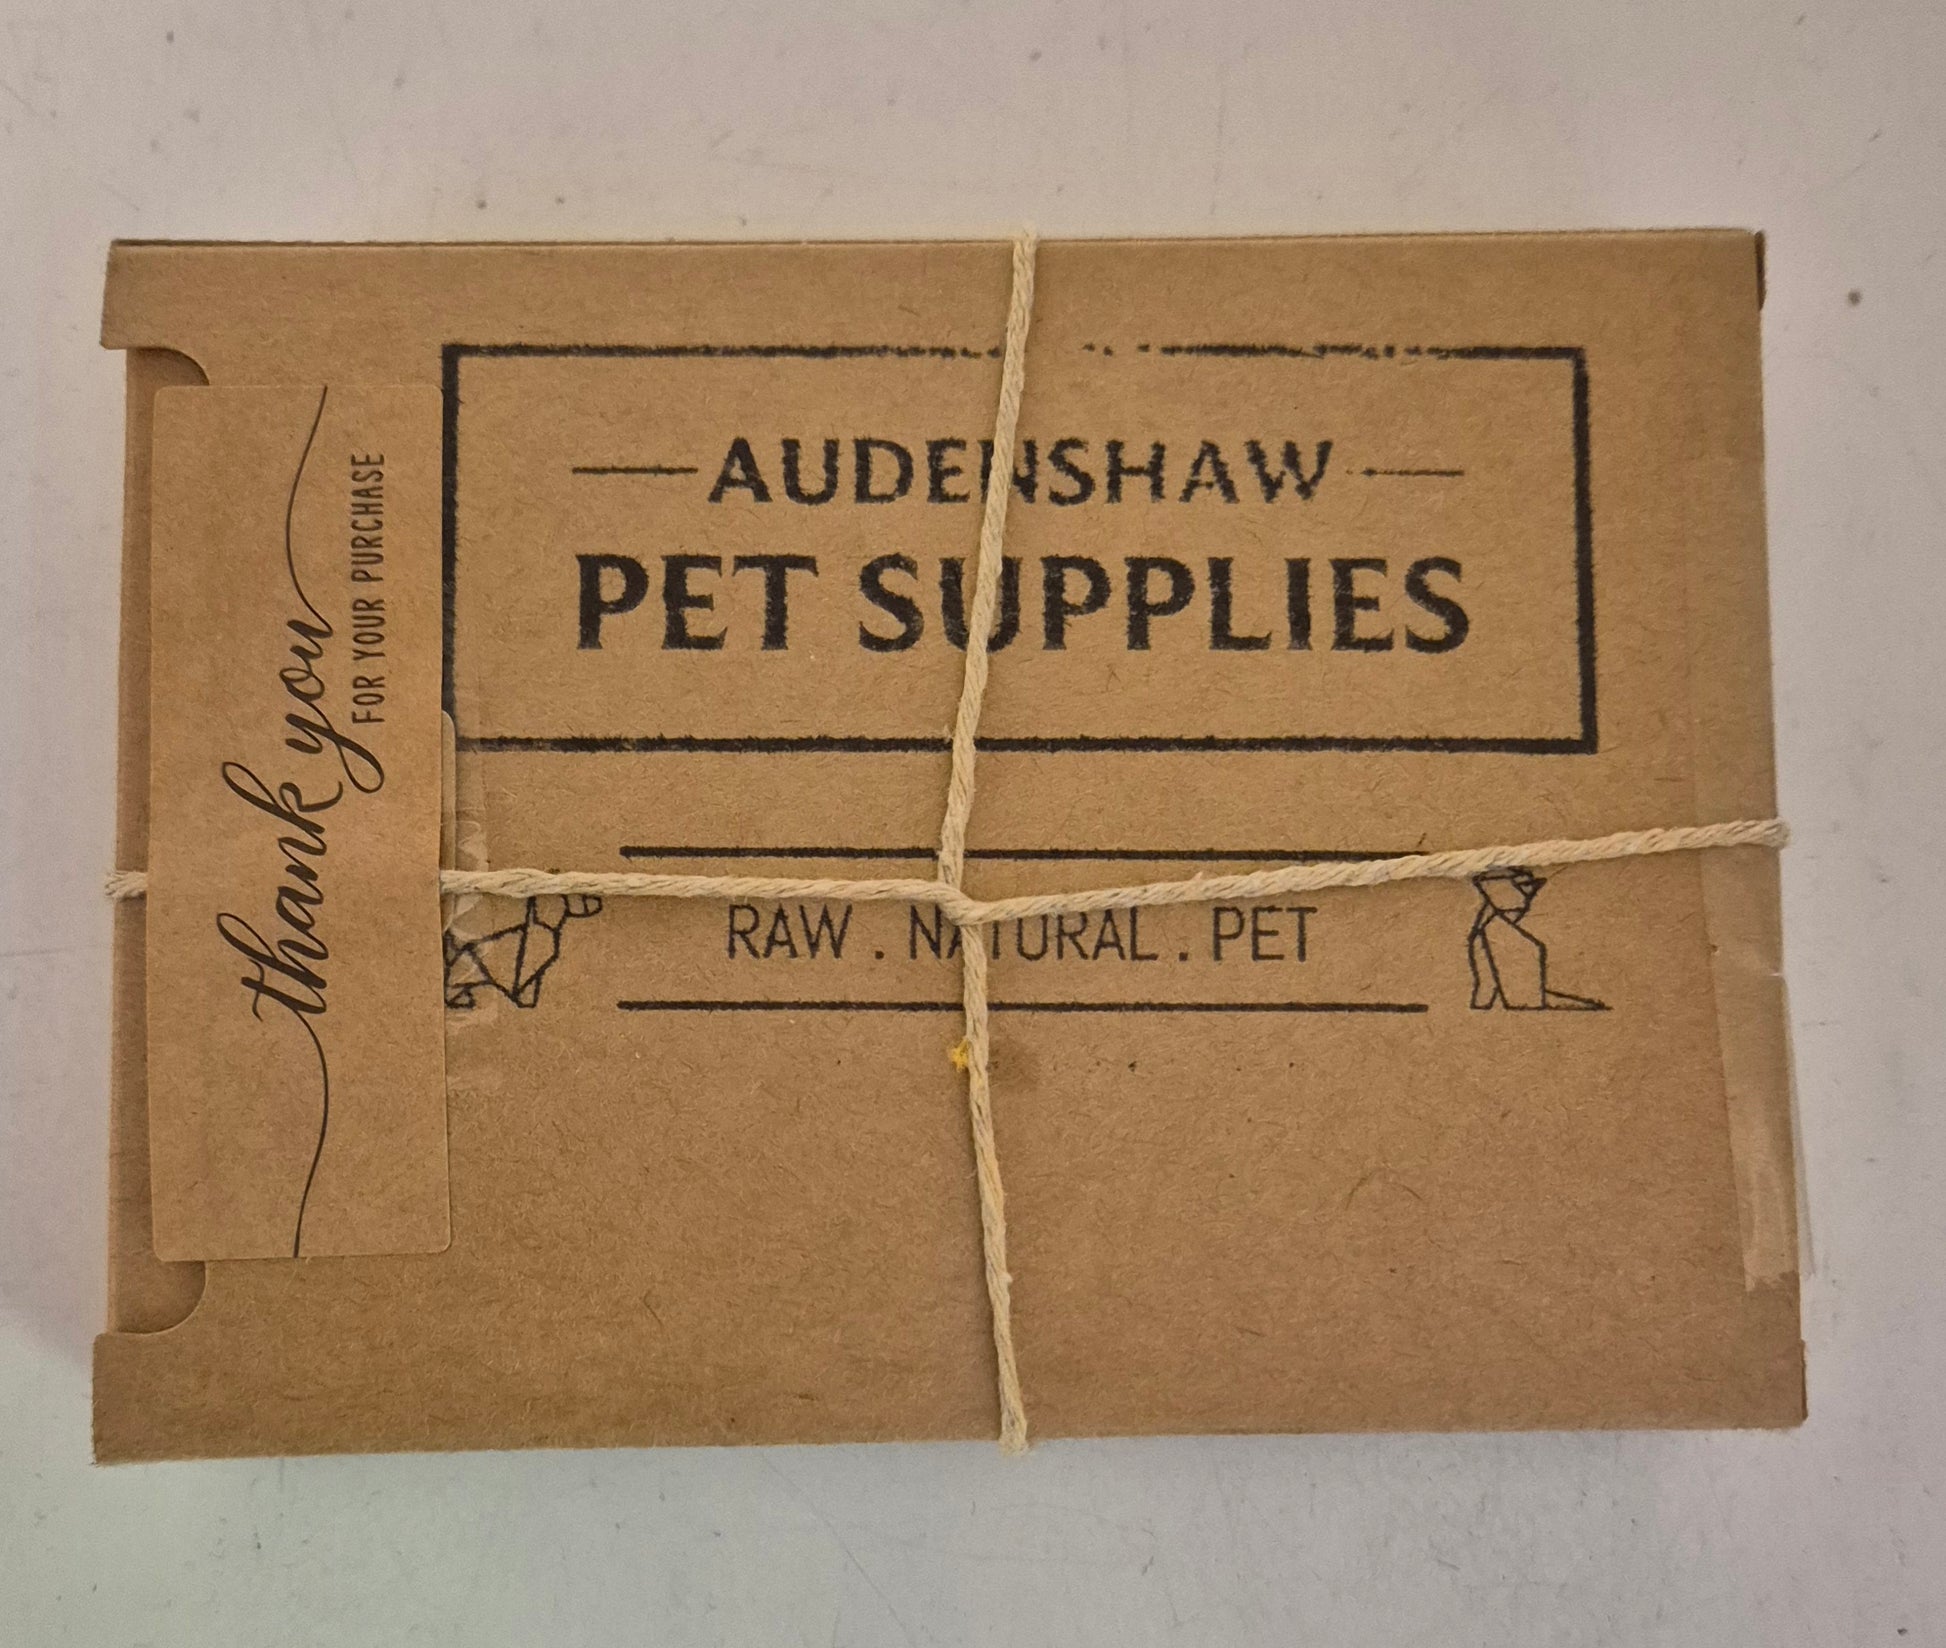 AUDENSHAW
PET SUPPLIES
RAW . NATURAL . PET
thank you
FOR YOUR PURCHASE